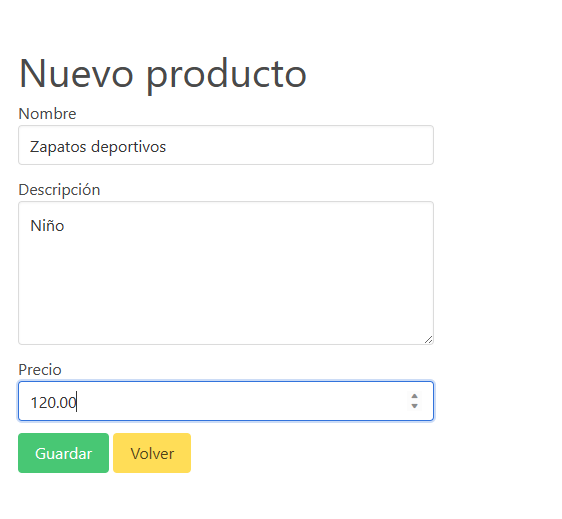 Nuevo producto
Nombre
Zapatos deportivos
Descripción
Niño
Precio
120.00
Guardar Volver